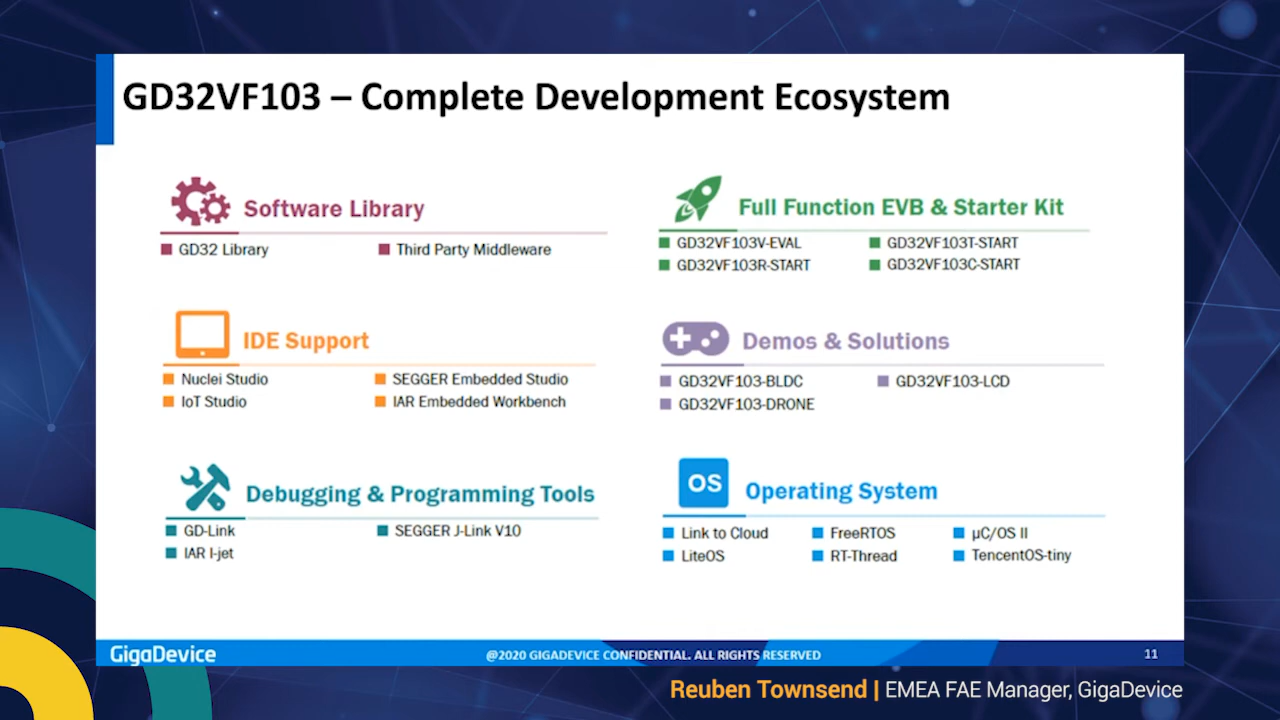 GD32VF103 – Complete Development Ecosystem
Software Library
GD32 Library
Third Party Middleware
Full Function EVB & Starter Kit
GD32VF103V-EVAL
GD32VF103T-START
GD32VF103R-START
GD32VF103C-START
IDE Support
Nuclei Studio
SEGGER Embedded Studio
IoT Studio
IAR Embedded Workbench
Demos & Solutions
GD32VF103-BLDC
GD32VF103-LCD
GD32VF103-DRONE
Debugging & Programming Tools
GD-Link
SEGGER J-Link V10
IAR I-jet
OS
Operating System
Link to Cloud
FreeRTOS
µC/OS II
LiteOS
RT-Thread
TencentOS-tiny
GigaDevice
@2020 GIGADEVICE CONFIDENTIAL. ALL RIGHTS RESERVED
11
Reuben Townsend | EMEA FAE Manager, GigaDevice